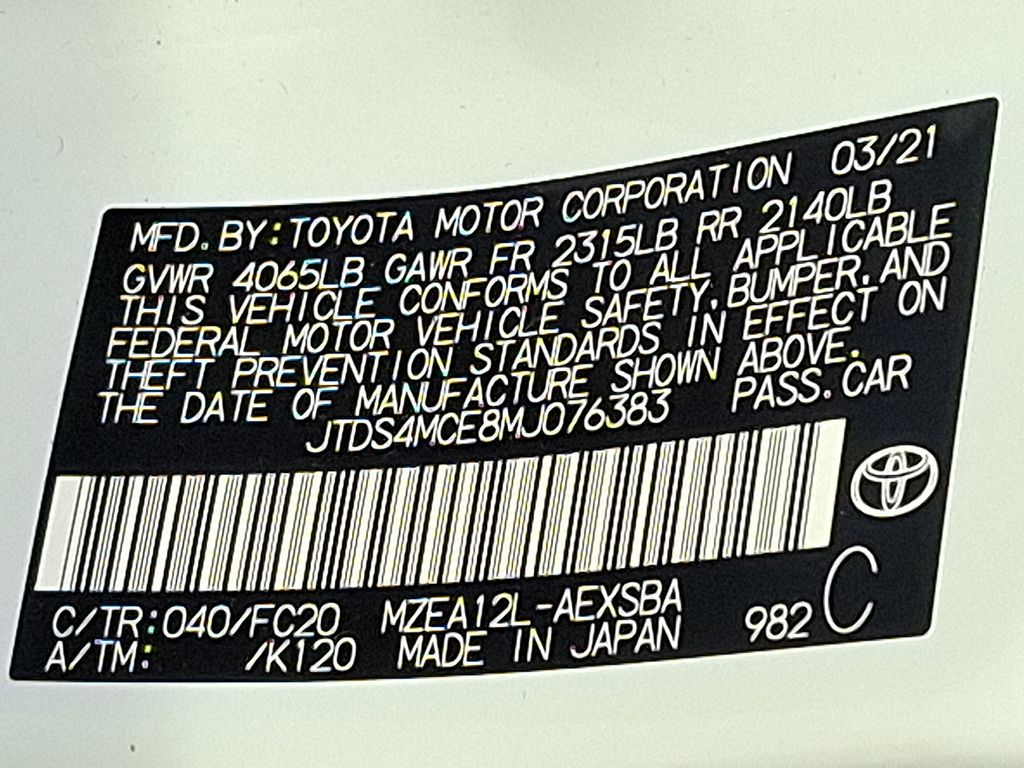 MFD. BY: TOYOTA MOTOR CORPORATION 03/21
GVWR 4065LB GAWR FR 2315LB RR 2140LB
THIS VEHICLE CONFORMS TO ALL APPLICABLE
FEDERAL MOTOR VEHICLE SAFETY, BUMPER, AND
THEFT PREVENTION STANDARDS IN EFFECT ON
THE DATE OF MANUFACTURE SHOWN ABOVE.
JTDS4MCE8MJ076383 PASS. CAR
C/TR:040/FC20 MZEA12L-AEXSBA
A/TM: /K120 MADE IN JAPAN 982 C